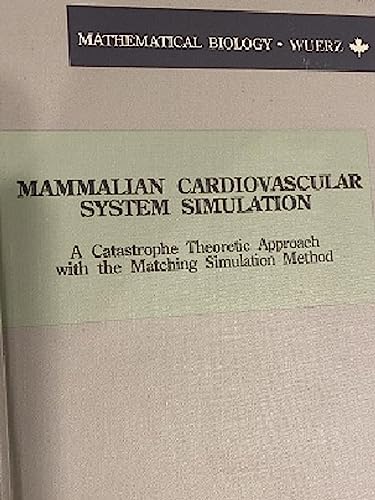 MATHEMATICAL BIOLOGY • WUERZ
MAMMALIAN CARDIOVASCULAR
SYSTEM SIMULATION
A Catastrophe Theoretic Approach
with the Matching Simulation Method